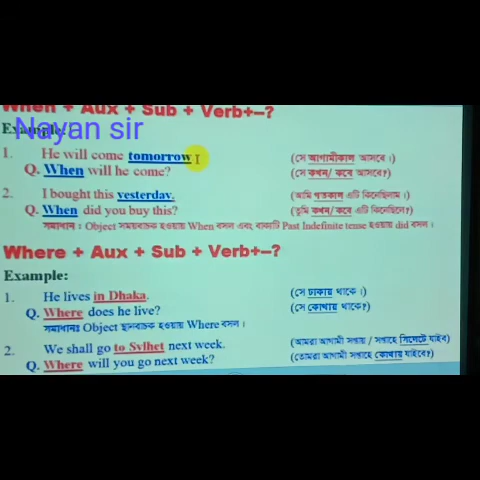 When + Aux + Sub + Verb+–?
Example:
Nayan sir
1. He will come tomorrow (সে আগামীকাল আসবে।)
Q. When will he come? (সে কখন/ কবে আসবে?)
2. I bought this yesterday. (আমি গতকাল এটি কিনেছিলাম।)
Q. When did you buy this? (তুমি কখন/ কবে এটি কিনেছিলে?)
সমাধান: Object সময়বাচক হওয়ায় When বসল এবং বাক্যটি Past Indefinite tense হওয়ায় did বসল।
Where + Aux + Sub + Verb+–?
Example:
1. He lives in Dhaka. (সে ঢাকায় থাকে।)
Q. Where does he live? (সে কোথায় থাকে?)
সমাধানঃ Object স্থানবাচক হওয়ায় Where বসল।
2. We shall go to Sylhet next week. (আমরা আগামী সপ্তায় / সপ্তাহে সিলেটে যাইব)
Q. Where will you go next week? (তোমরা আগামী সপ্তাহে কোথায় যাইবে?)